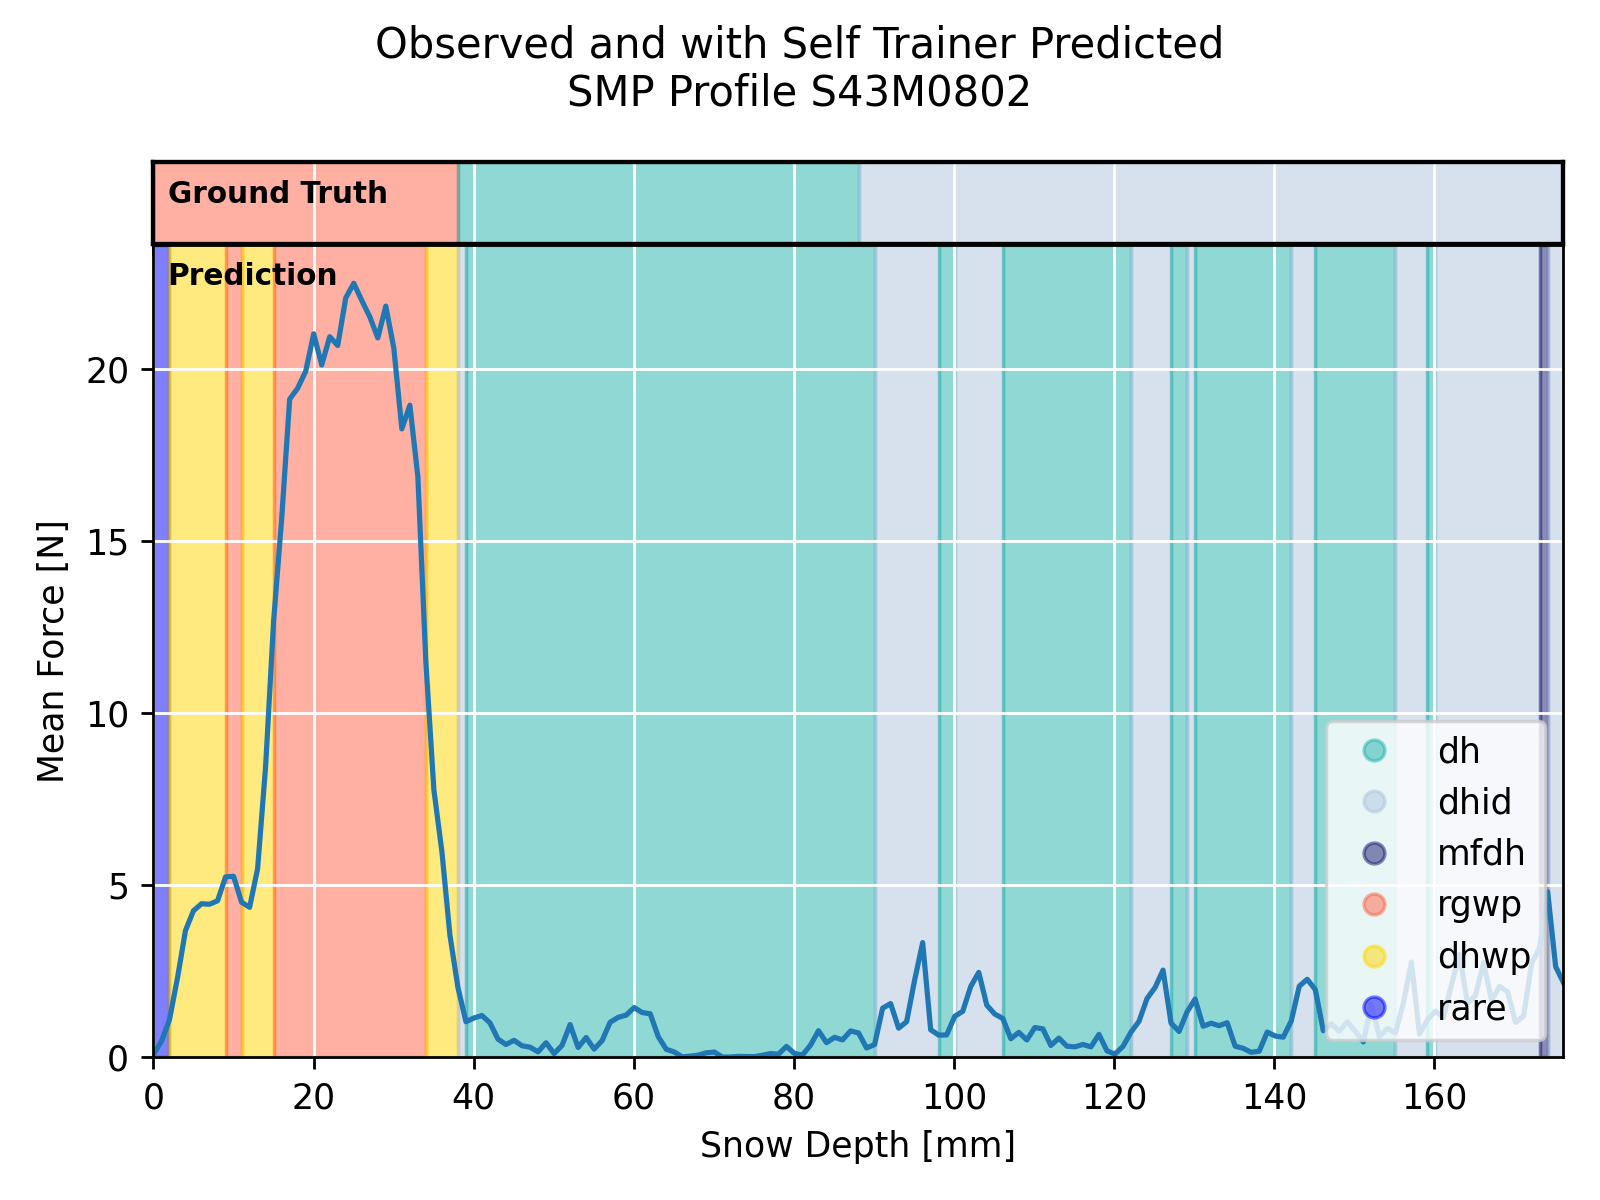 Observed and with Self Trainer Predicted
SMP Profile S43M0802
Ground Truth
Prediction
20
15
10
5
0
Mean Force [N]
dh
dhid
mfdh
rgwp
dhwp
rare
0 20 40 60 80 100 120 140 160
Snow Depth [mm]